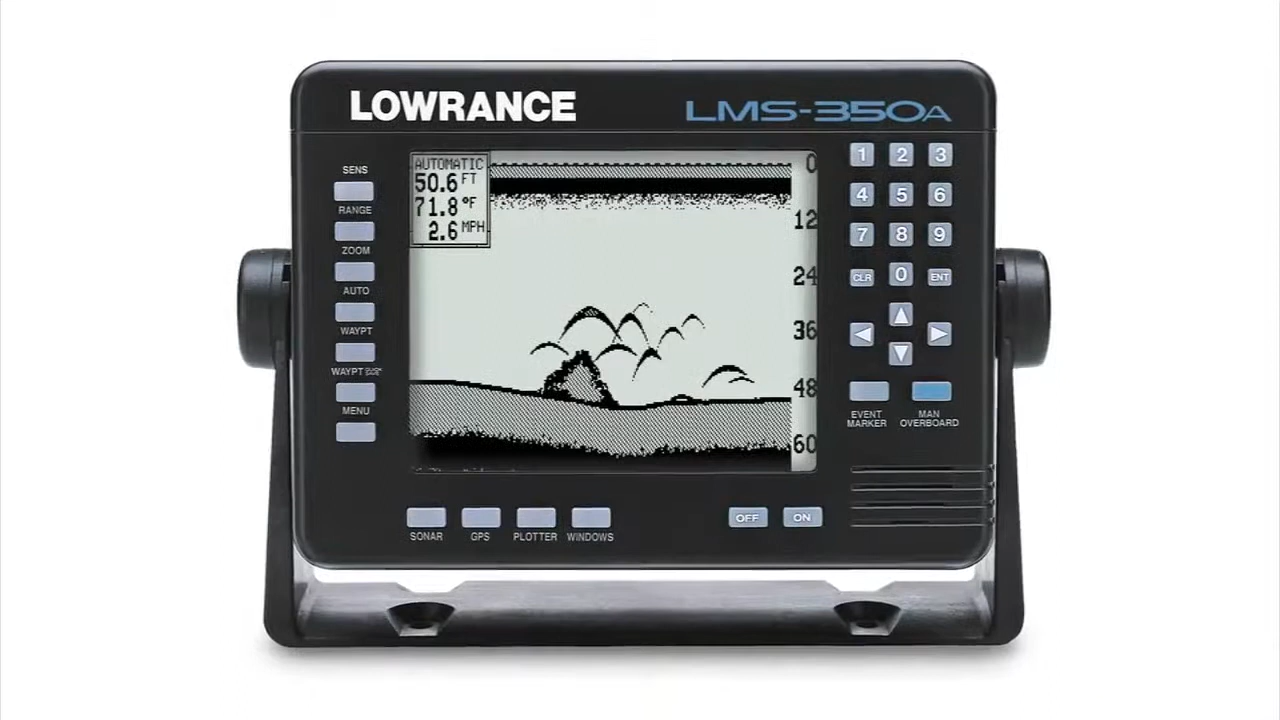 LOWRANCE
LMS-350A
SENS
RANGE
ZOOM
AUTO
WAYPT
WAYPT
MENU
AUTOMATIC
50.6 FT
71.8 °F
2.6 MPH
0
12
24
36
48
60
1 2 3
4 5 6
7 8 9
CLR 0 ENT
EVENT MARKER
MAN OVERBOARD
SONAR
GPS
PLOTTER
WINDOWS
OFF
ON